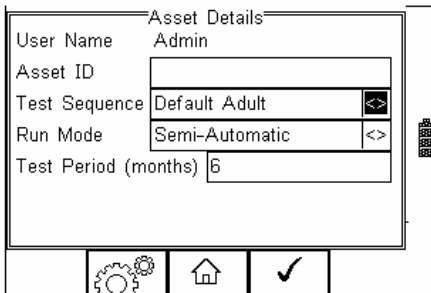 Asset Details
User Name Admin
Asset ID
Test Sequence Default Adult <>
Run Mode Semi-Automatic <>
Test Period (months) 6